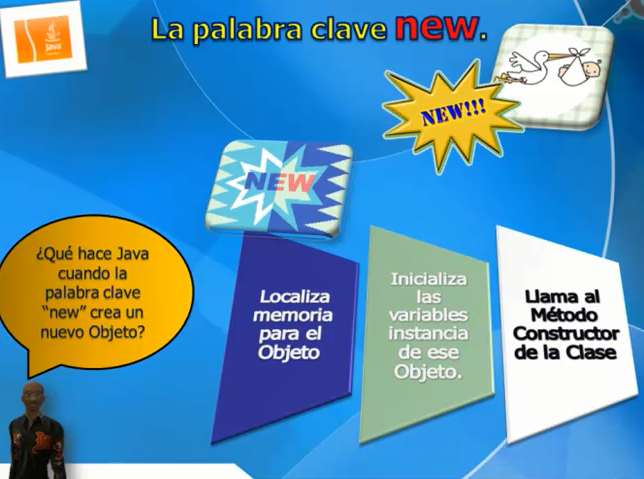 Java
La palabra clave new.
NEW!!!
NEW
¿Qué hace Java
cuando la
palabra clave
“new” crea un
nuevo Objeto?
Localiza
memoria
para el
Objeto
Inicializa
las
variables
instancia
de ese
Objeto.
Llama al
Método
Constructor
de la Clase